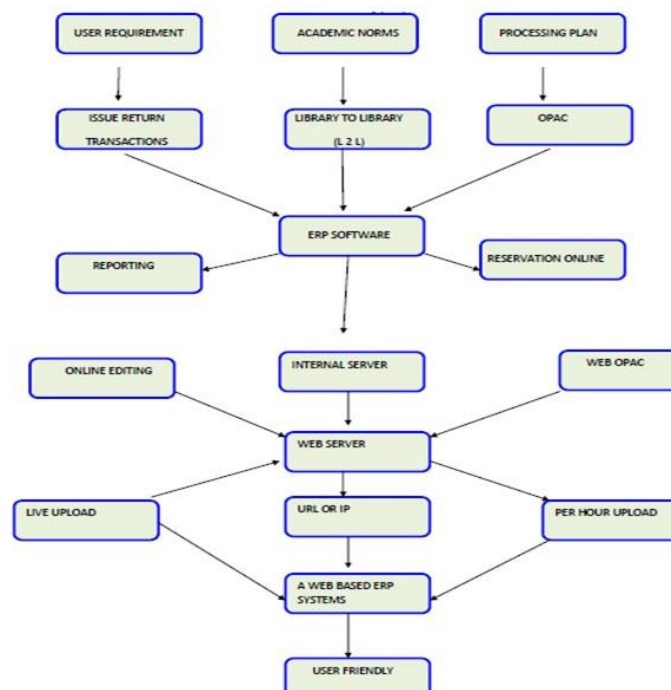 USER REQUIREMENT
ACADEMIC NORMS
PROCESSING PLAN
ISSUE RETURN
TRANSACTIONS
LIBRARY TO LIBRARY
(L 2 L)
OPAC
ERP SOFTWARE
REPORTING
RESERVATION ONLINE
ONLINE EDITING
INTERNAL SERVER
WEB OPAC
WEB SERVER
LIVE UPLOAD
URL OR IP
PER HOUR UPLOAD
A WEB BASED ERP
SYSTEMS
USER FRIENDLY